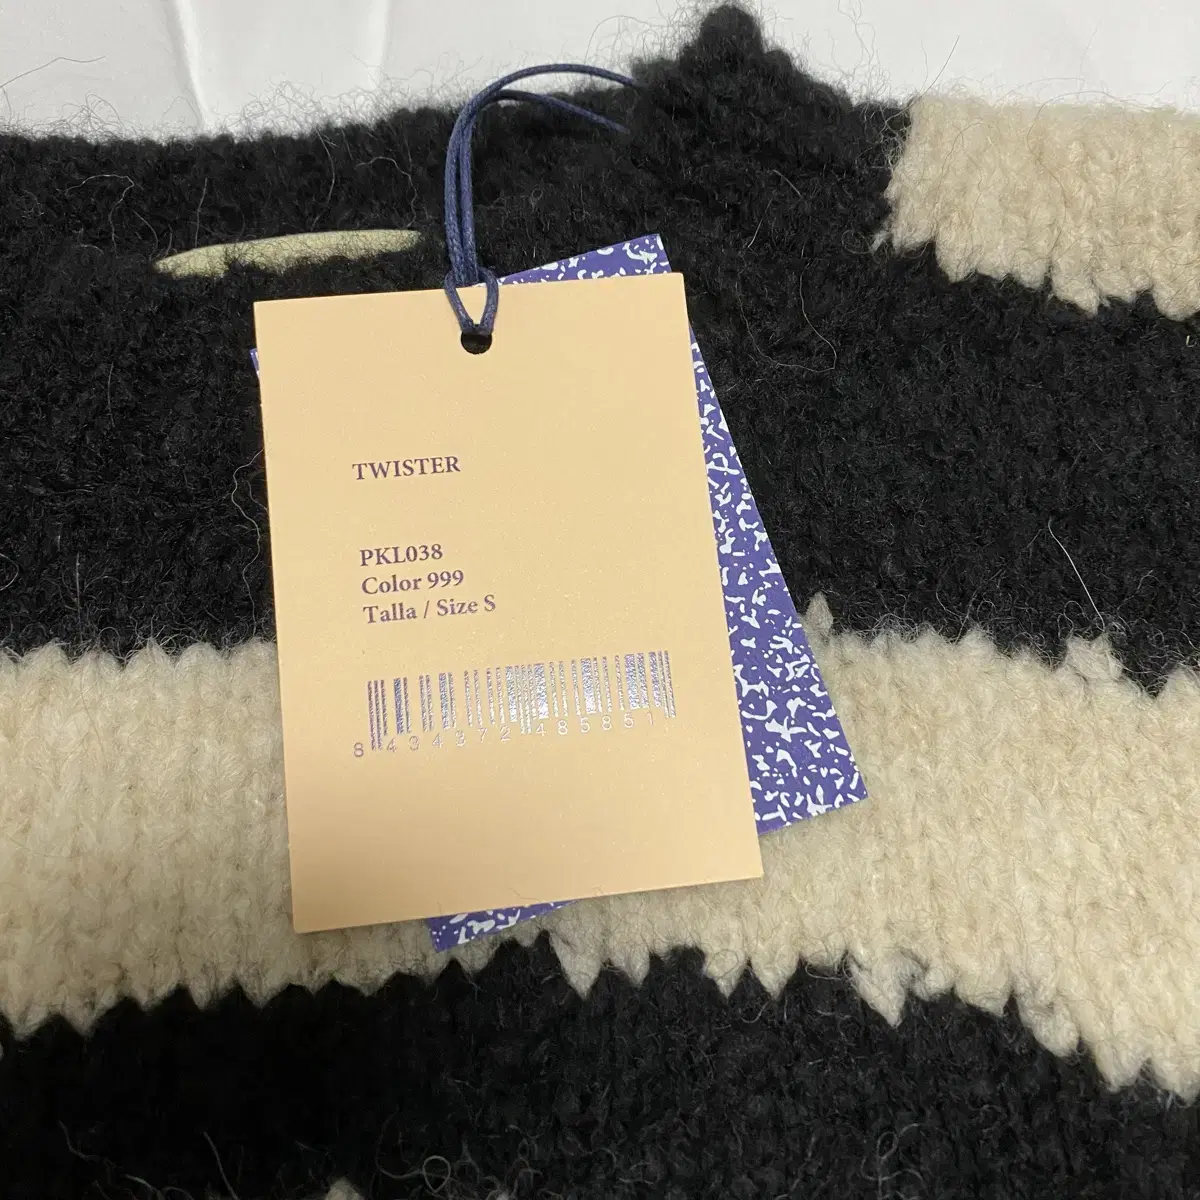 TWISTER
PKL038
Color 999
Talla / Size S
8434372485851